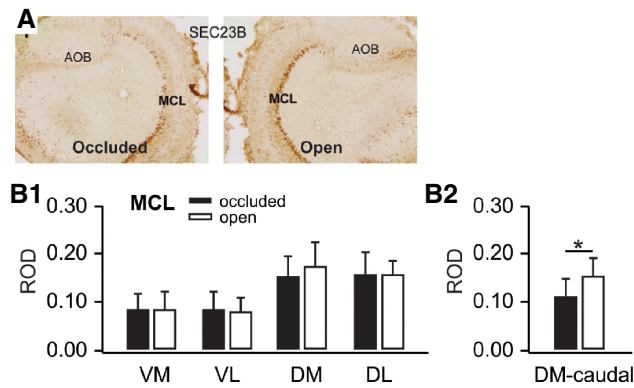 A
SEC23B
AOB
AOB
MCL
MCL
Occluded
Open
B1
MCL
occluded
open
0.30
0.20
0.10
0.00
ROD
VM VL DM DL
B2
0.30
0.20
0.10
0.00
ROD
*
DM-caudal